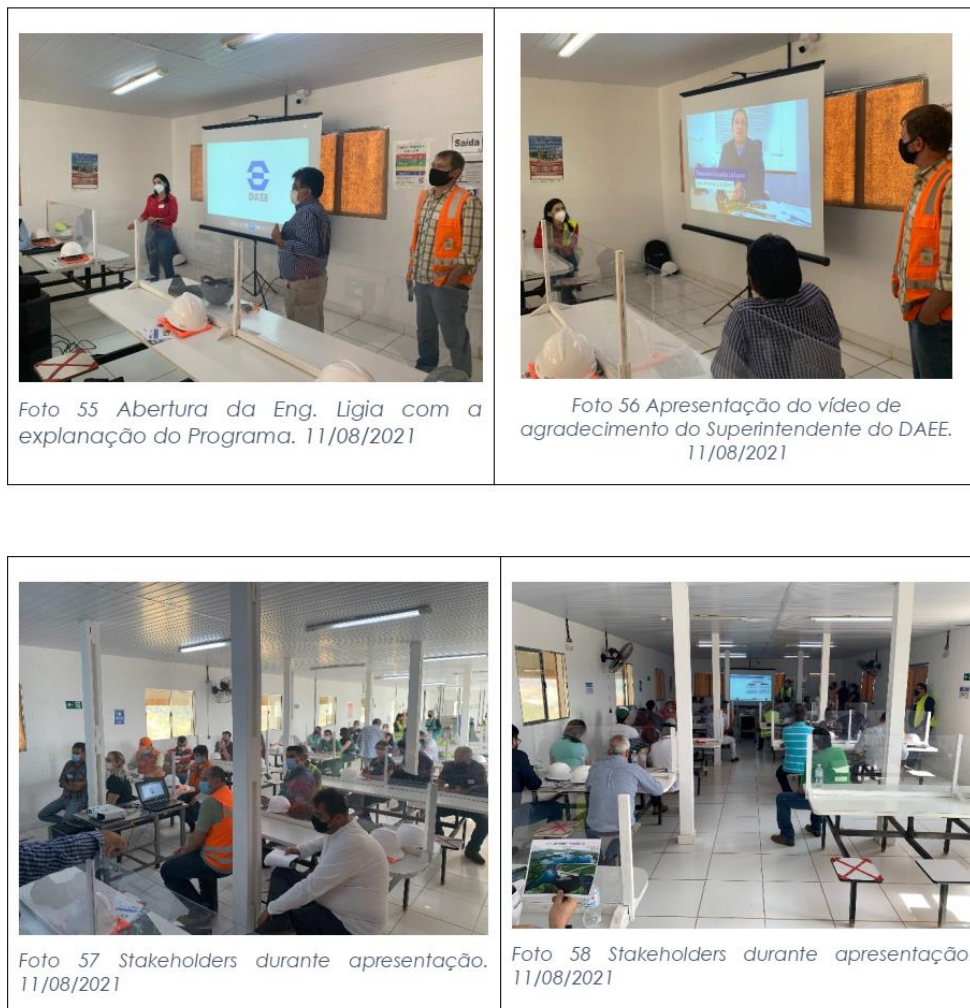 Saída
DAEE
Foto 55 Abertura da Eng. Ligia com a
explanação do Programa. 11/08/2021
Foto 56 Apresentação do vídeo de
agradecimento do Superintendente do DAEE.
11/08/2021
Foto 57 Stakeholders durante apresentação.
11/08/2021
Foto 58 Stakeholders durante apresentação
11/08/2021